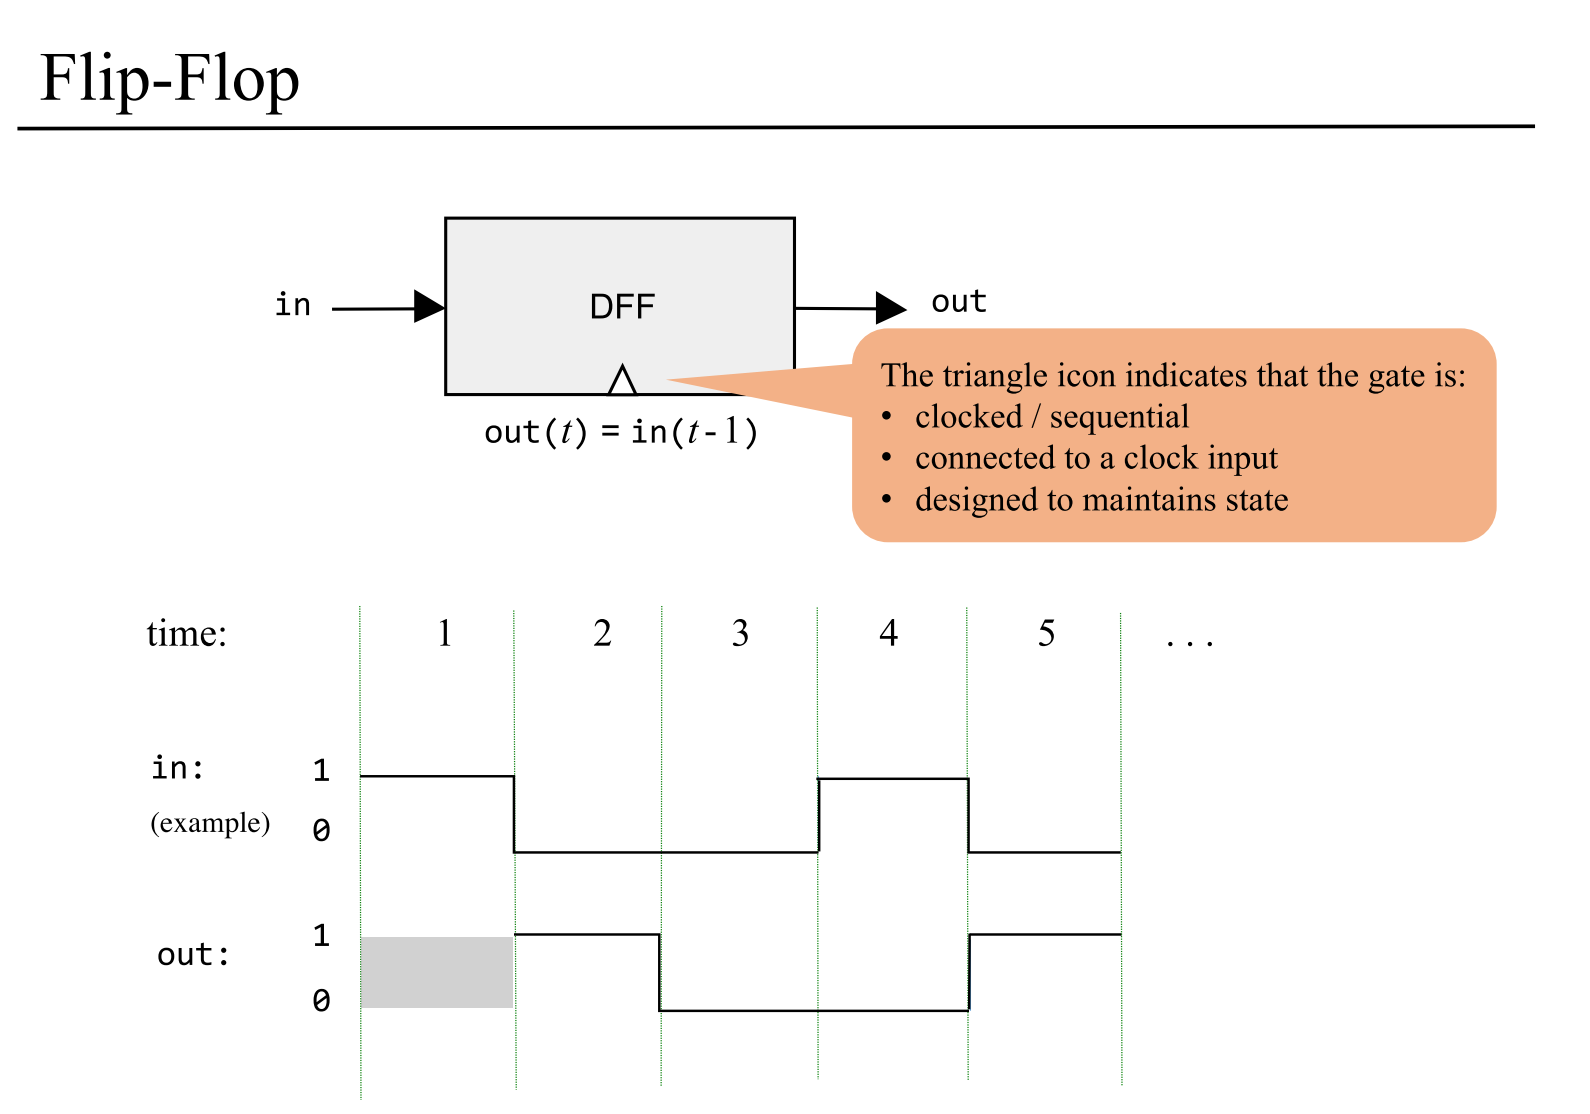 Flip-Flop
in
DFF
out
out(t) = in(t-1)
The triangle icon indicates that the gate is:
• clocked / sequential
• connected to a clock input
• designed to maintains state
time: 1 2 3 4 5 . . .
in: 1
(example) 0
out: 1
0